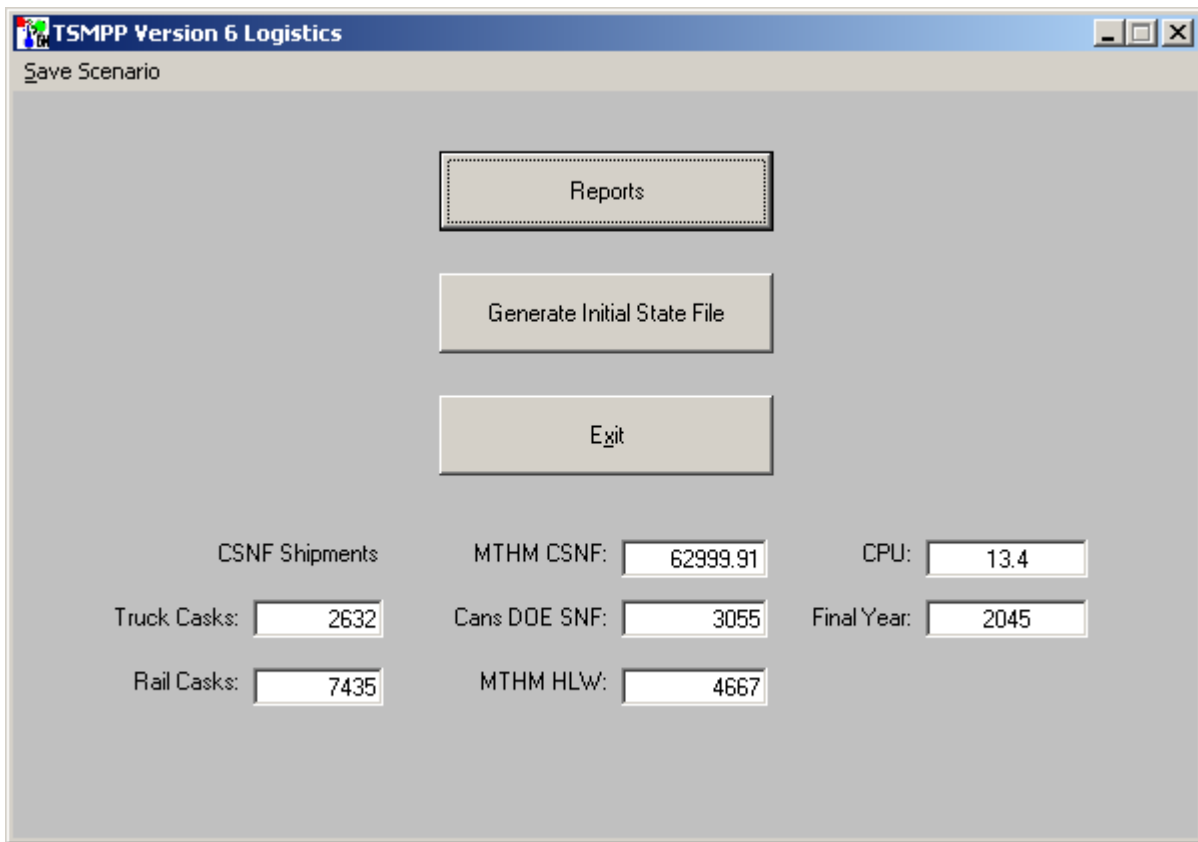 TSMPP Version 6 Logistics
Save Scenario
Reports
Generate Initial State File
Exit
CSNF Shipments MTHM CSNF: 62999.91 CPU: 13.4
Truck Casks: 2632 Cans DOE SNF: 3055 Final Year: 2045
Rail Casks: 7435 MTHM HLW: 4667